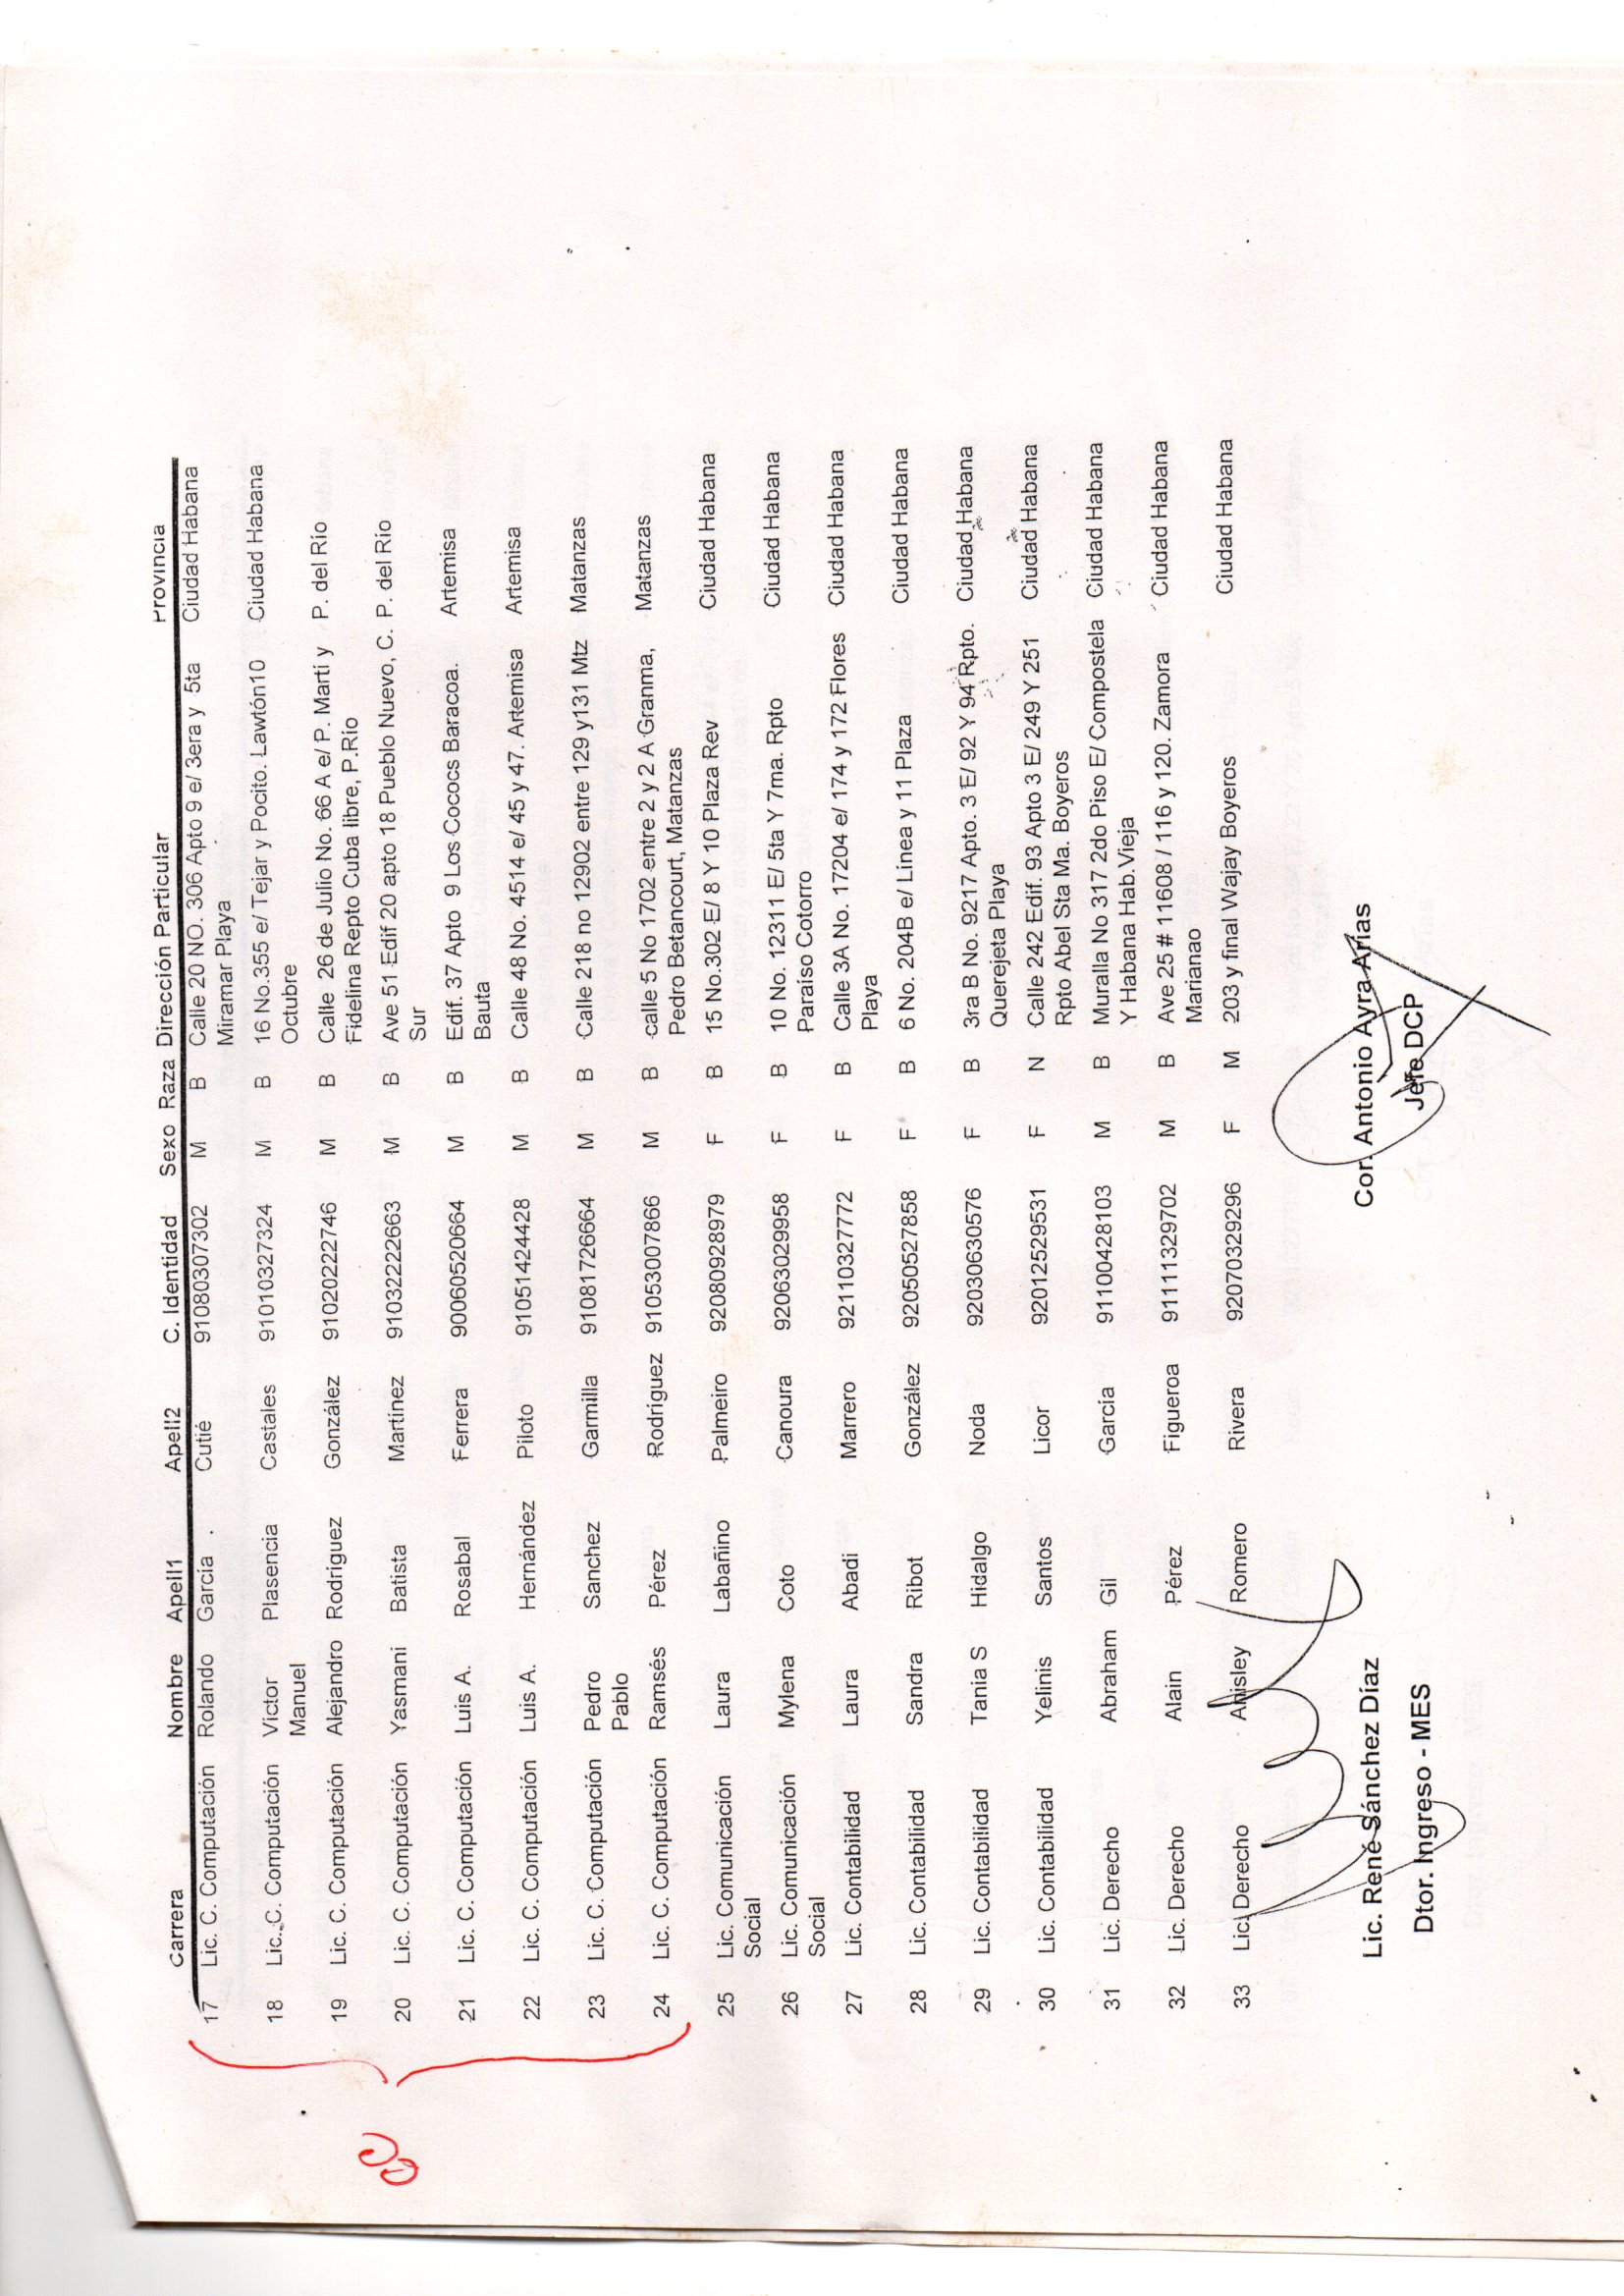 Carrera Nombre Apell1 Apell2 C. Identidad Sexo Raza Dirección Particular Provincia
17 Lic. C. Computación Rolando García Cutié 91080307302 M B Calle 20 NO. 306 Apto 9 e/ 3era y 5ta Ciudad Habana
Miramar Playa
18 Lic. C. Computación Victor Plasencia Castales 91010327324 M B 16 No.355 e/ Tejar y Pocito. Lawtón10 Ciudad Habana
Manuel Octubre
19 Lic. C. Computación Alejandro Rodríguez González 91020222746 M B Calle 26 de Julio No. 66 A e/ P. Martí y P. del Río
Fidelina Repto Cuba libre, P.Río
CC
20 Lic. C. Computación Yasmani Batista Martínez 91032222663 M B Ave 51 Edif 20 apto 18 Pueblo Nuevo, C. P. del Río
Sur
21 Lic. C. Computación Luis A. Rosabal Ferrera 90060520664 M B Edif. 37 Apto 9 Los Cococs Baracoa. Artemisa
Bauta
22 Lic. C. Computación Luis A. Hernández Piloto 91051424428 M B Calle 48 No. 4514 e/ 45 y 47. Artemisa Artemisa
23 Lic. C. Computación Pedro Sanchez Garmilla 91081726664 M B Calle 218 no 12902 entre 129 y131 Mtz Matanzas
Pablo
24 Lic. C. Computación Ramsés Pérez Rodríguez 91053007866 M B calle 5 No 1702 entre 2 y 2 A Granma, Matanzas
Pedro Betancourt, Matanzas
25 Lic. Comunicación Laura Labañino Palmeiro 92080928979 F B 15 No.302 E/ 8 Y 10 Plaza Rev Ciudad Habana
Social
26 Lic. Comunicación Mylena Coto Canoura 92063029958 F B 10 No. 12311 E/ 5ta Y 7ma. Rpto Ciudad Habana
Social Paraíso Cotorro
27 Lic. Contabilidad Laura Abadi Marrero 92110327772 F B Calle 3A No. 17204 e/ 174 y 172 Flores Ciudad Habana
Playa
28 Lic. Contabilidad Sandra Ribot González 92050527858 F B 6 No. 204B e/ Linea y 11 Plaza Ciudad Habana
29 Lic. Contabilidad Tania S Hidalgo Noda 92030630576 F B 3ra B No. 9217 Apto. 3 E/ 92 Y 94 Rpto. Ciudad Habana
Querejeta Playa
30 Lic. Contabilidad Yelinis Santos Licor 92012529531 F N Calle 242 Edif. 93 Apto 3 E/ 249 Y 251 Ciudad Habana
Rpto Abel Sta Ma. Boyeros
31 Lic. Derecho Abraham Gil García 91100428103 M B Muralla No 317 2do Piso E/ Compostela Ciudad Habana
Y Habana Hab.Vieja
32 Lic. Derecho Alain Pérez Figueroa 91111329702 M B Ave 25 # 11608 / 116 y 120. Zamora Ciudad Habana
Marianao
33 Lic. Derecho Anisley Romero Rivera 92070329296 F M 203 y final Wajay Boyeros Ciudad Habana
Lic. René Sánchez Díaz Cor. Antonio Ayra Arias
Dtor. Ingreso - MES Jefe DCP